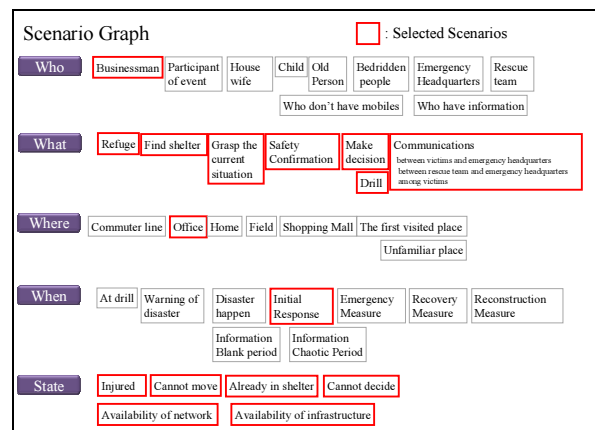 Scenario Graph
: Selected Scenarios
Who
Businessman
Participant
of event
House
wife
Child
Old
Person
Bedridden
people
Emergency
Headquarters
Rescue
team
Who don't have mobiles
Who have information
What
Refuge
Find shelter
Grasp the
current
situation
Safety
Confirmation
Make
decision
Drill
Communications
between victims and emergency headquarters
between rescue team and emergency headquarters
among victims
Where
Commuter line
Office
Home
Field
Shopping Mall
The first visited place
Unfamiliar place
When
At drill
Warning of
disaster
Disaster
happen
Initial
Response
Emergency
Measure
Recovery
Measure
Reconstruction
Measure
Information
Blank period
Information
Chaotic Period
State
Injured
Cannot move
Already in shelter
Cannot decide
Availability of network
Availability of infrastructure